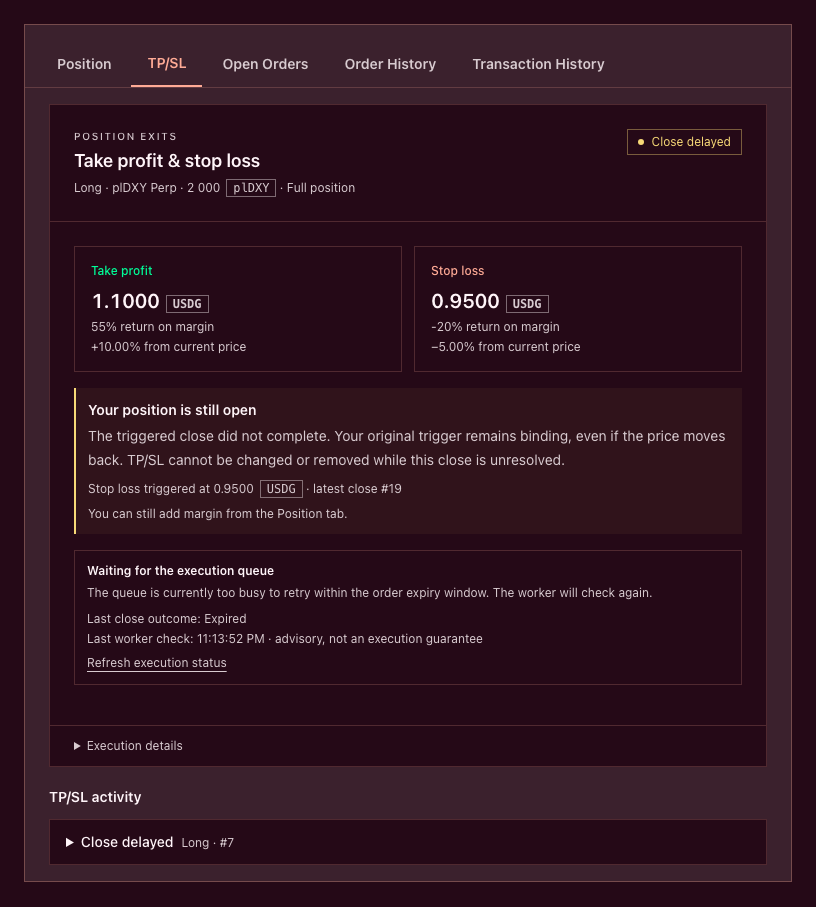 Position TP/SL Open Orders Order History Transaction History
POSITION EXITS
Take profit & stop loss
Close delayed
Long · plDXY Perp · 2 000 plDXY · Full position
Take profit
1.1000 USDG
55% return on margin
+10.00% from current price
Stop loss
0.9500 USDG
-20% return on margin
−5.00% from current price
Your position is still open
The triggered close did not complete. Your original trigger remains binding, even if the price moves
back. TP/SL cannot be changed or removed while this close is unresolved.
Stop loss triggered at 0.9500 USDG · latest close #19
You can still add margin from the Position tab.
Waiting for the execution queue
The queue is currently too busy to retry within the order expiry window. The worker will check again.
Last close outcome: Expired
Last worker check: 11:13:52 PM · advisory, not an execution guarantee
Refresh execution status
Execution details
TP/SL activity
Close delayed Long · #7